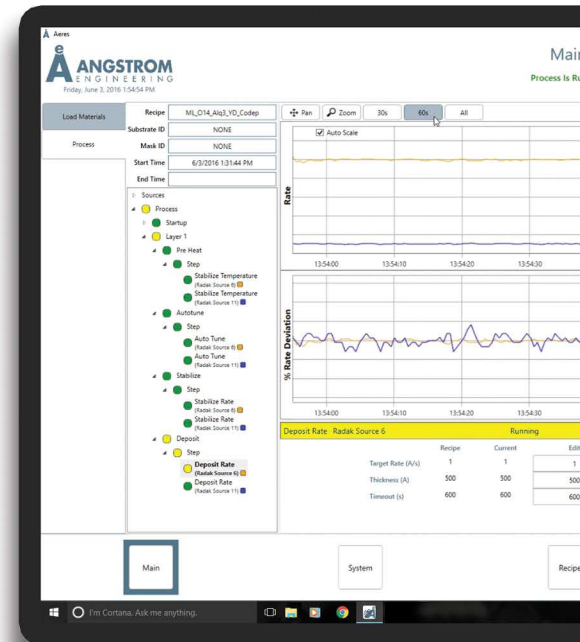 Aeres
ANGSTROM
ENGINEERING
Friday, June 3, 2016 1:54:54 PM
Main
Process Is Ru
Load Materials
Process
Recipe ML_O14_Alq3_YD_Codep
Substrate ID NONE
Mask ID NONE
Start Time 6/3/2016 1:31:44 PM
End Time
Pan Zoom 30s 60s All
Auto Scale
Rate
13:54:00 13:54:10 13:54:20 13:54:30
% Rate Deviation
13:54:00 13:54:10 13:54:20 13:54:30
Sources
Process
Startup
Layer 1
Pre Heat
Step
Stabilize Temperature
(Radak Source 6)
Stabilize Temperature
(Radak Source 11)
Autotune
Step
Auto Tune
(Radak Source 6)
Auto Tune
(Radak Source 11)
Stabilize
Step
Stabilize Rate
(Radak Source 6)
Stabilize Rate
(Radak Source 11)
Deposit
Step
Deposit Rate
(Radak Source 6)
Deposit Rate
(Radak Source 11)
Deposit Rate Radak Source 6 Running
Recipe Current Edit
Target Rate (A/s) 1 1 1
Thickness (A) 500 500 500
Timeout (s) 600 600 600
Main
System
Recipe
I'm Cortana. Ask me anything.